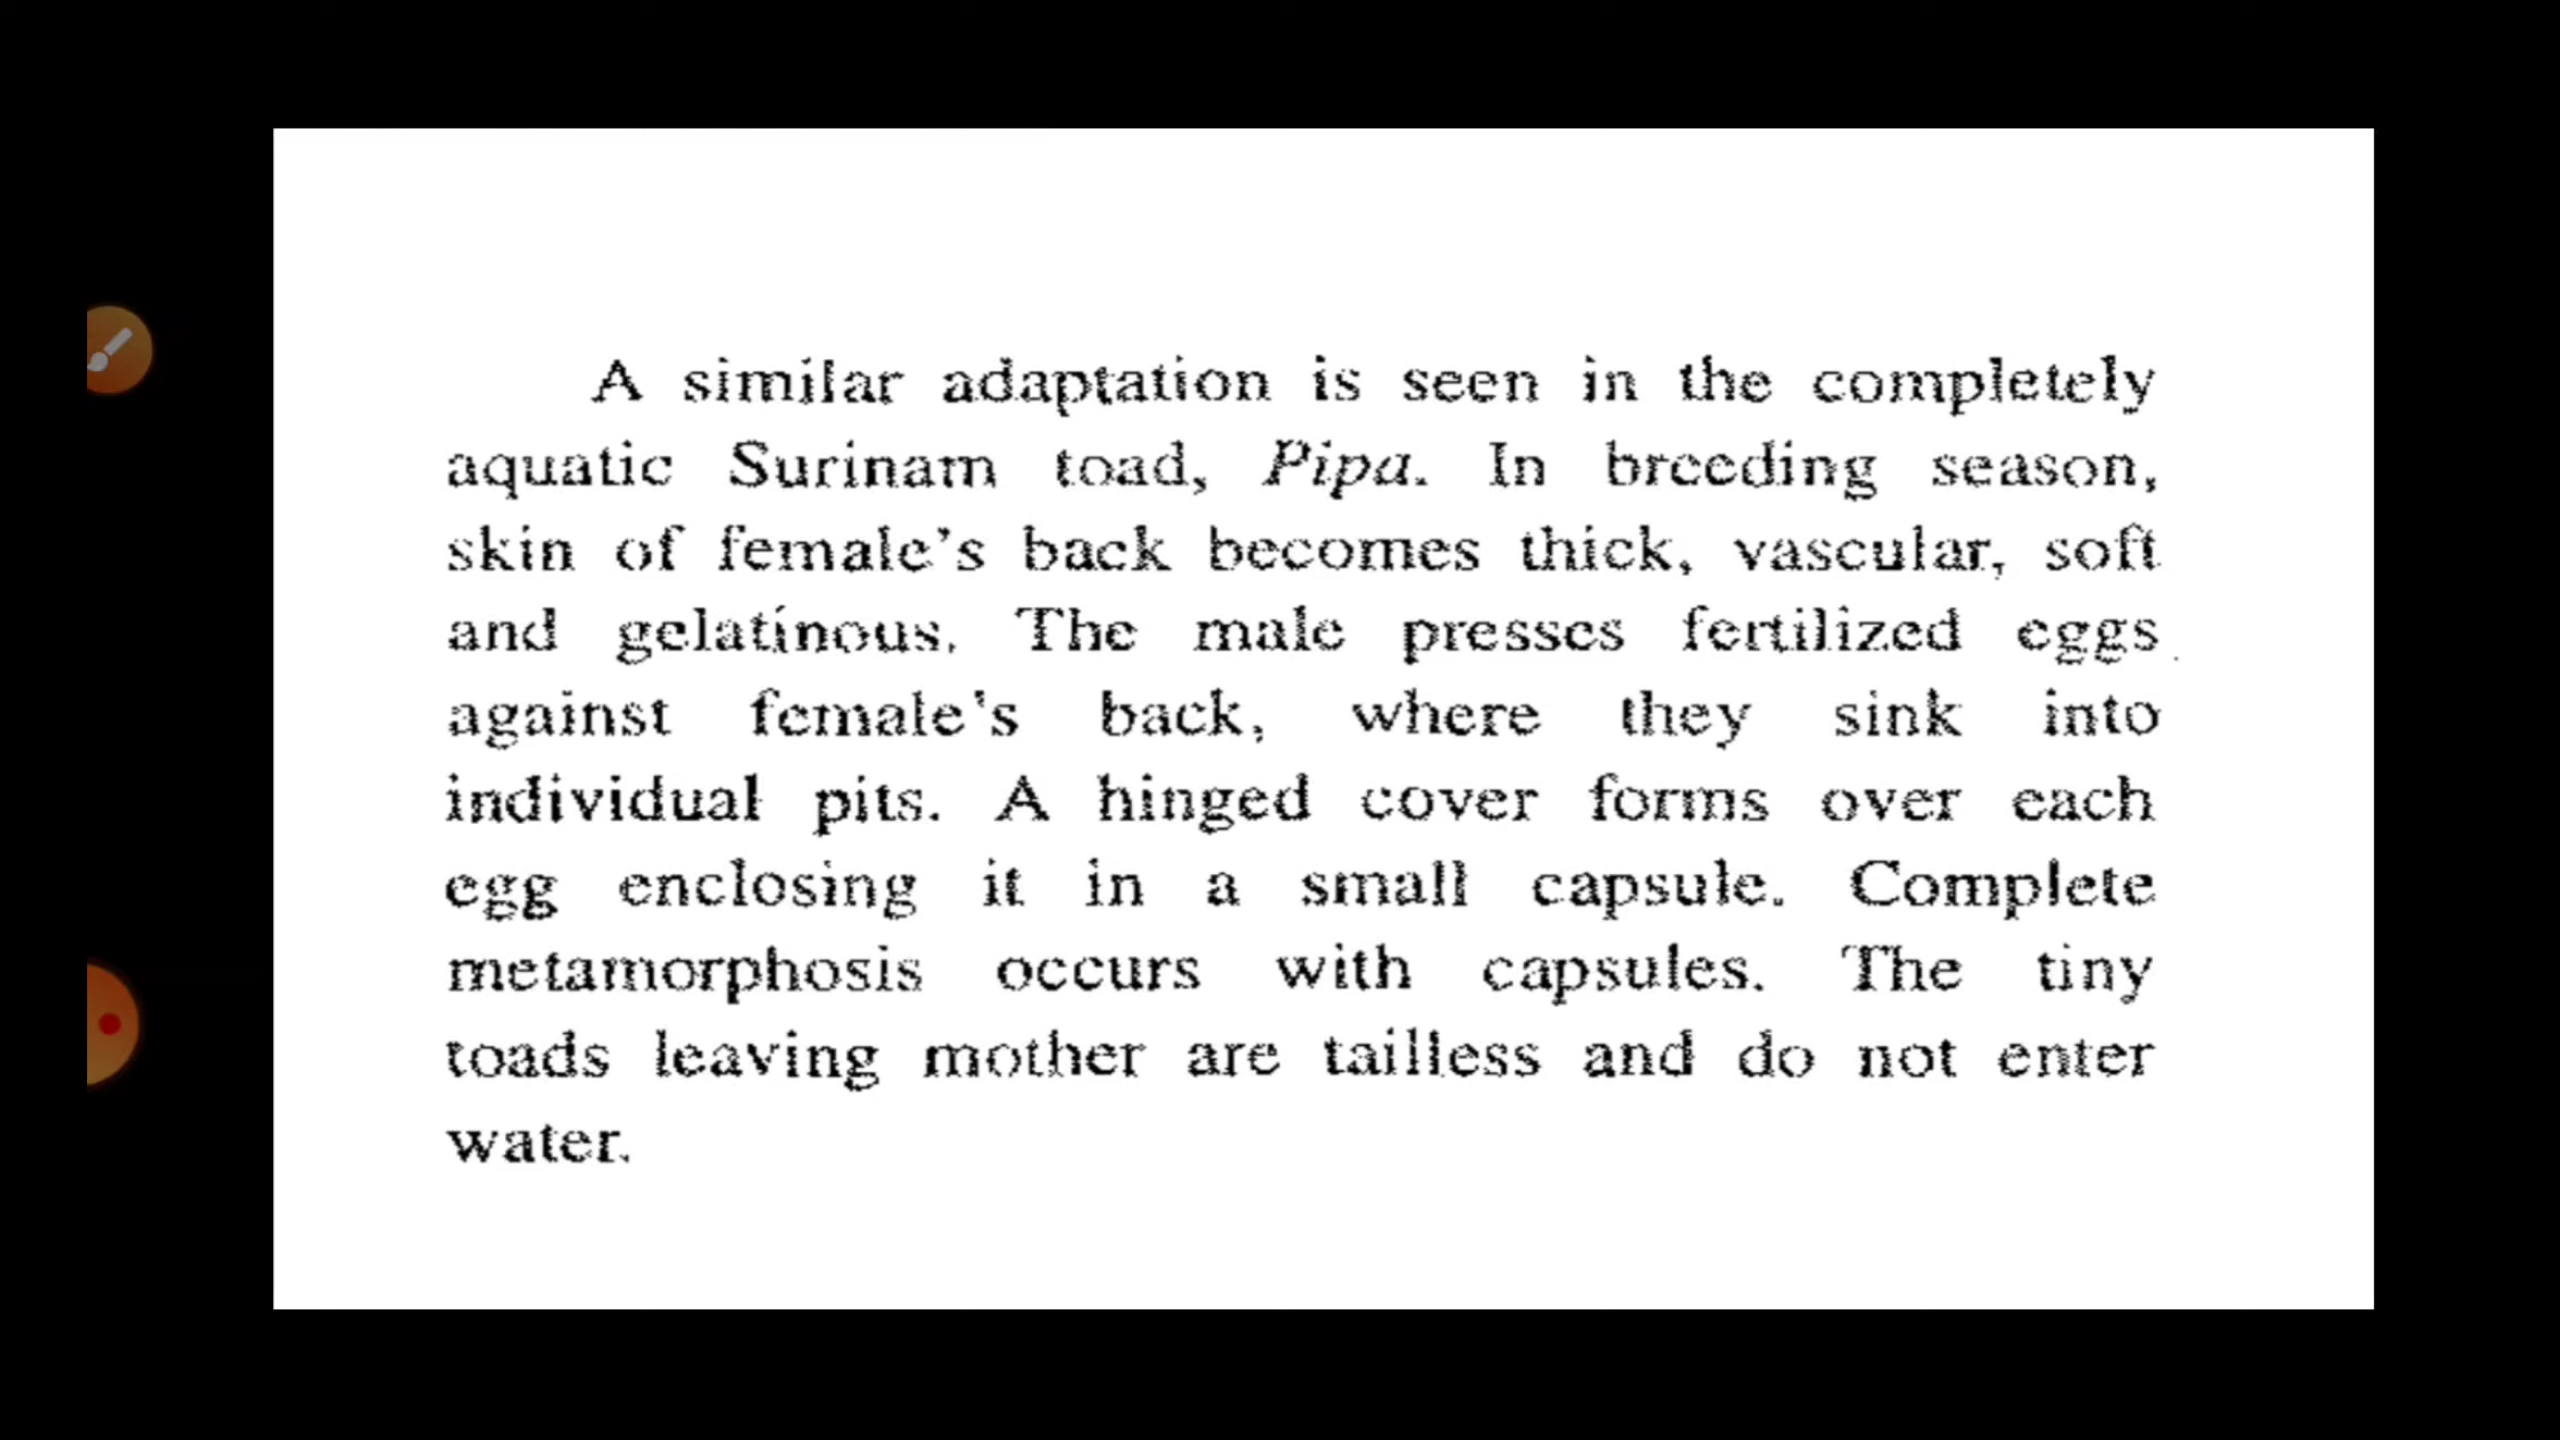 A similar adaptation is seen in the completely
aquatic Surinam toad, Pipa. In breeding season,
skin of female's back becomes thick, vascular, soft
and gelatinous. The male presses fertilized eggs
against female's back, where they sink into
individual pits. A hinged cover forms over each
egg enclosing it in a small capsule. Complete
metamorphosis occurs with capsules. The tiny
toads leaving mother are tailless and do not enter
water.